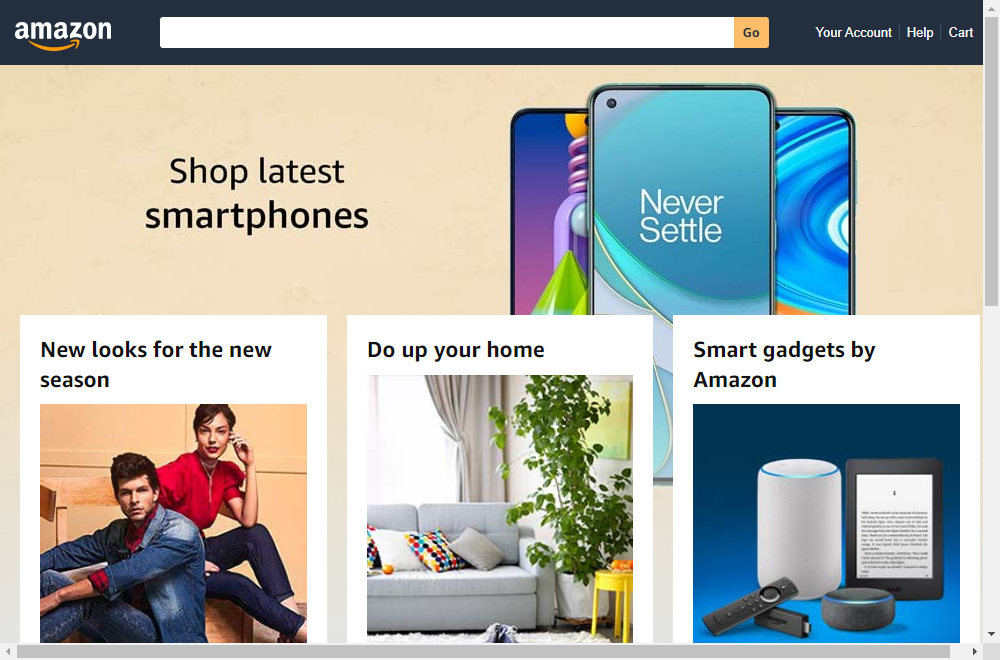 amazon
Go
Your Account
Help
Cart
Shop latest
smartphones
Never
Settle
New looks for the new
season
Do up your home
Smart gadgets by
Amazon